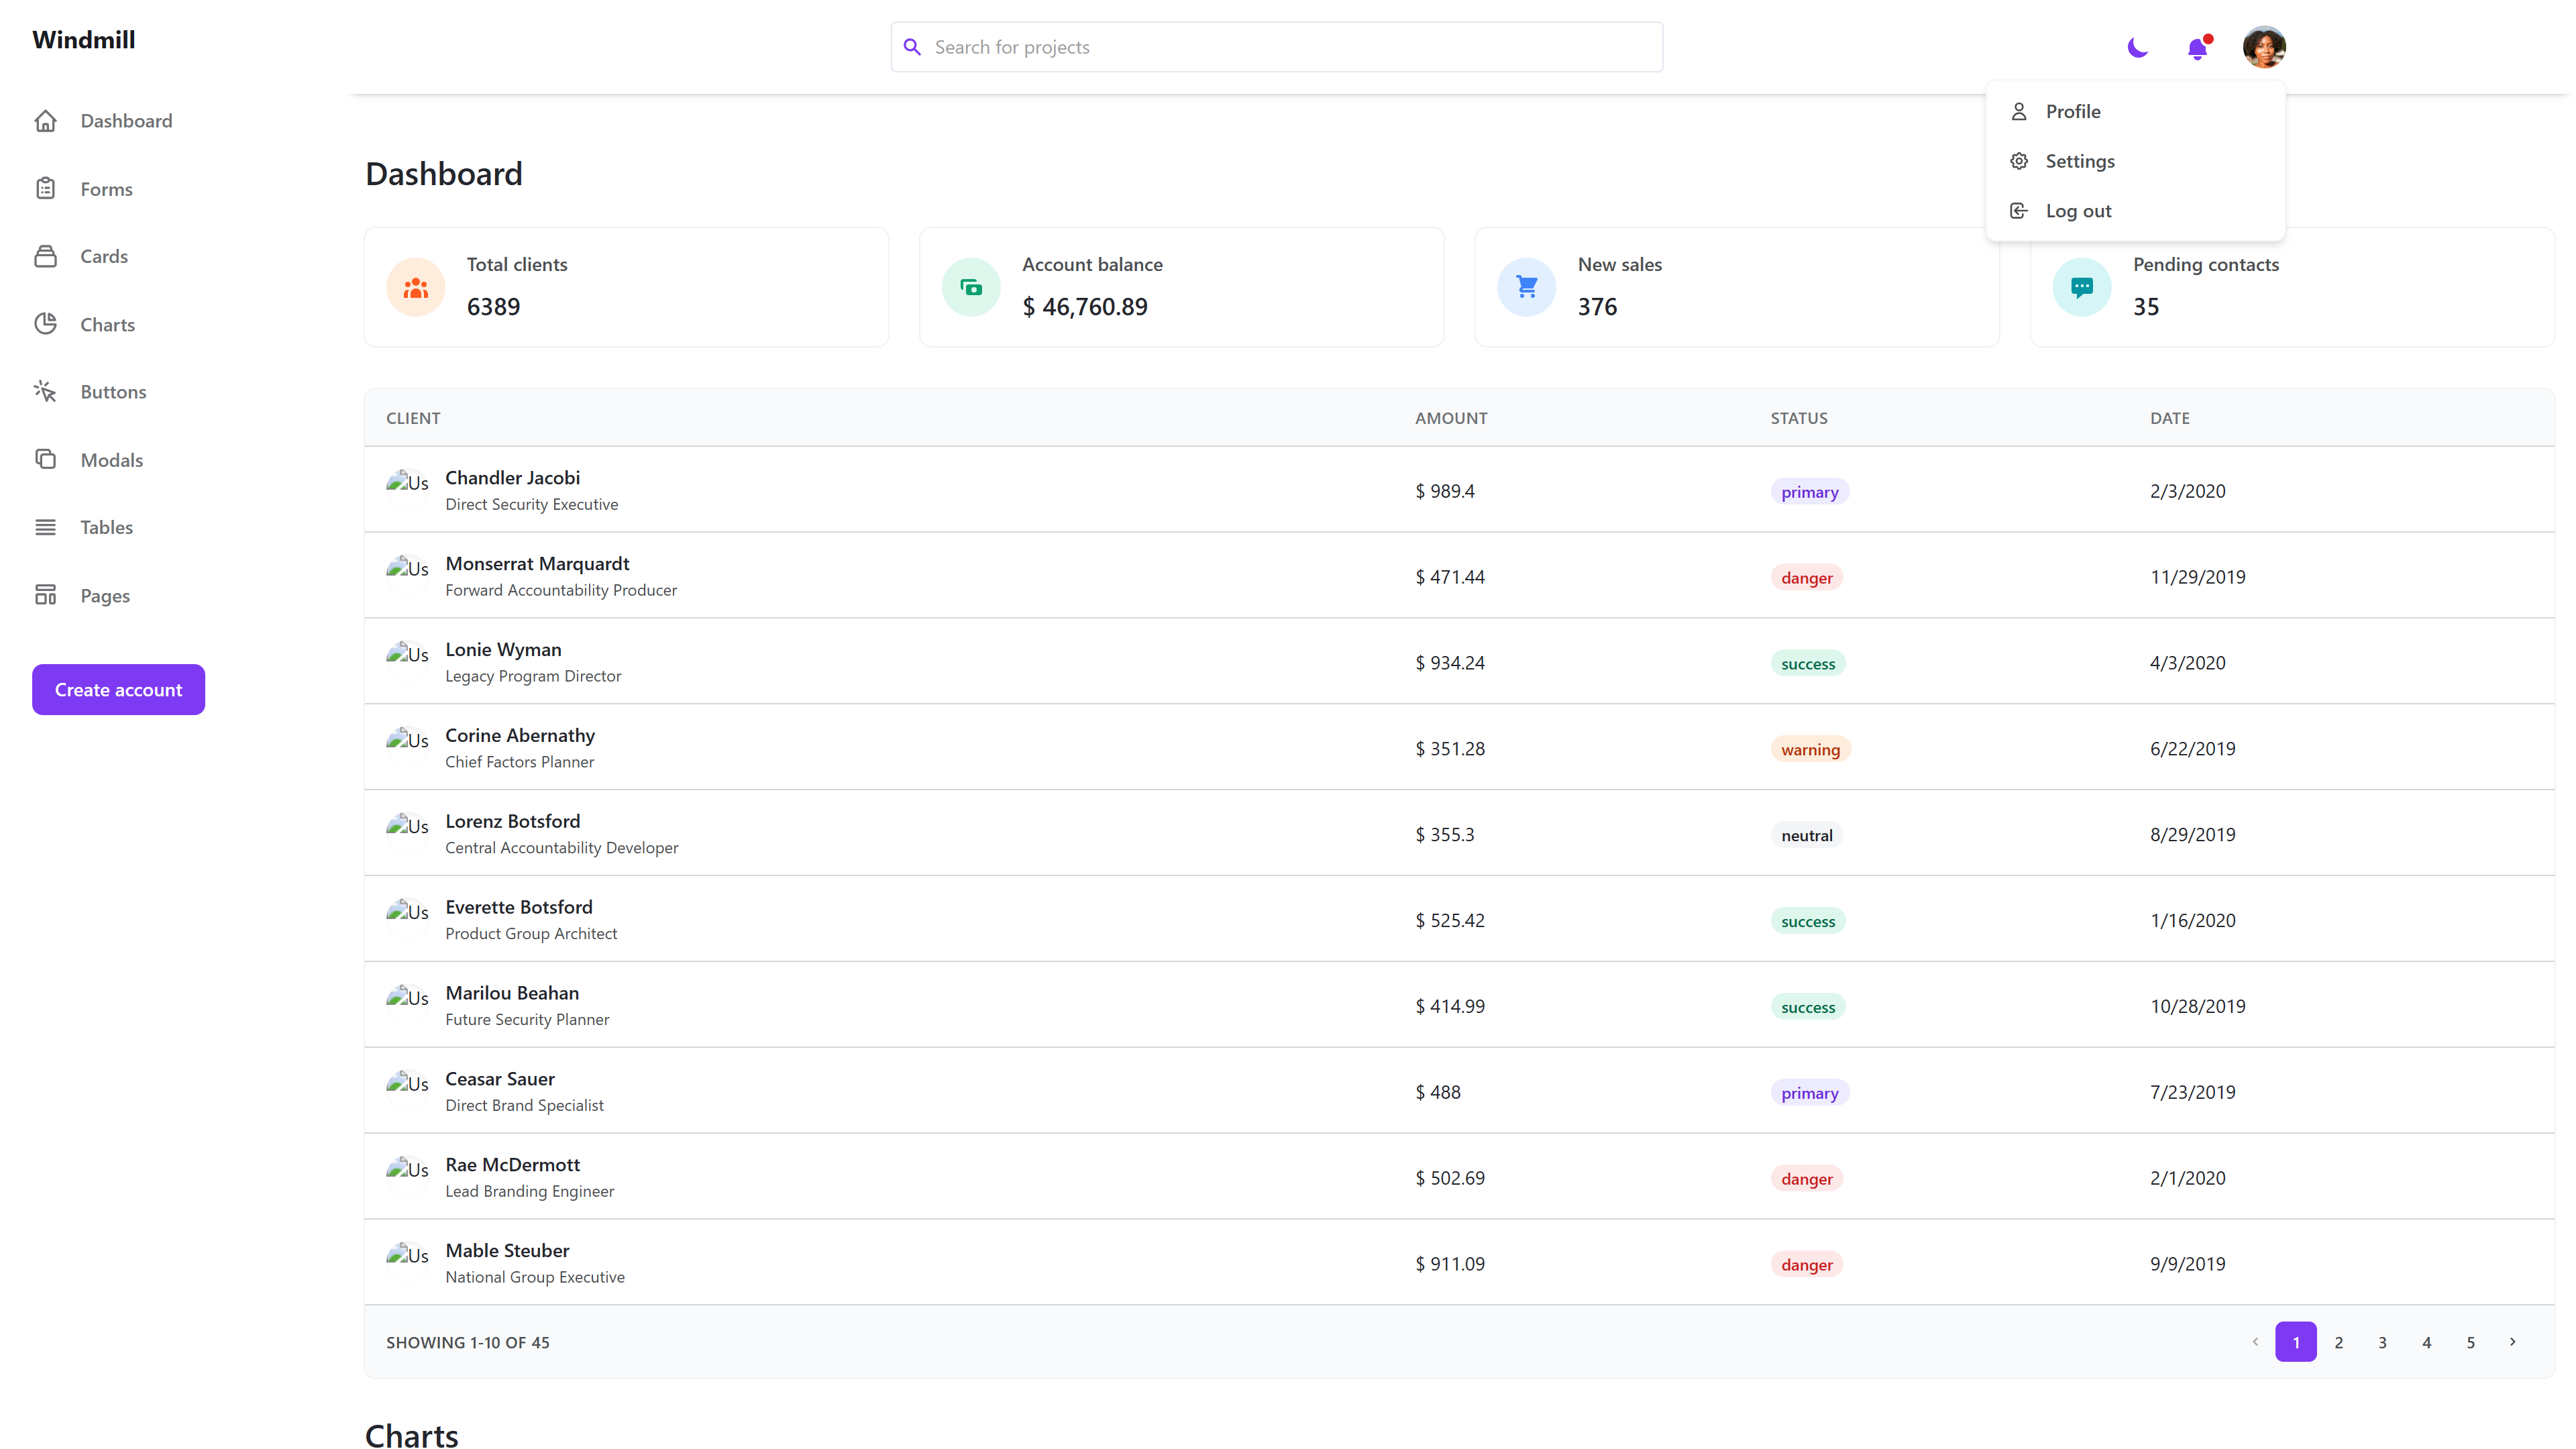 Windmill
Search for projects
Dashboard
Forms
Cards
Charts
Buttons
Modals
Tables
Pages
Create account
Profile
Settings
Log out
Dashboard
Total clients
6389
Account balance
$ 46,760.89
New sales
376
Pending contacts
35
CLIENT AMOUNT STATUS DATE
Us Chandler Jacobi
Direct Security Executive
$ 989.4 primary 2/3/2020
Us Monserrat Marquardt
Forward Accountability Producer
$ 471.44 danger 11/29/2019
Us Lonie Wyman
Legacy Program Director
$ 934.24 success 4/3/2020
Us Corine Abernathy
Chief Factors Planner
$ 351.28 warning 6/22/2019
Us Lorenz Botsford
Central Accountability Developer
$ 355.3 neutral 8/29/2019
Us Everette Botsford
Product Group Architect
$ 525.42 success 1/16/2020
Us Marilou Beahan
Future Security Planner
$ 414.99 success 10/28/2019
Us Ceasar Sauer
Direct Brand Specialist
$ 488 primary 7/23/2019
Us Rae McDermott
Lead Branding Engineer
$ 502.69 danger 2/1/2020
Us Mable Steuber
National Group Executive
$ 911.09 danger 9/9/2019
SHOWING 1-10 OF 45
1 2 3 4 5
Charts